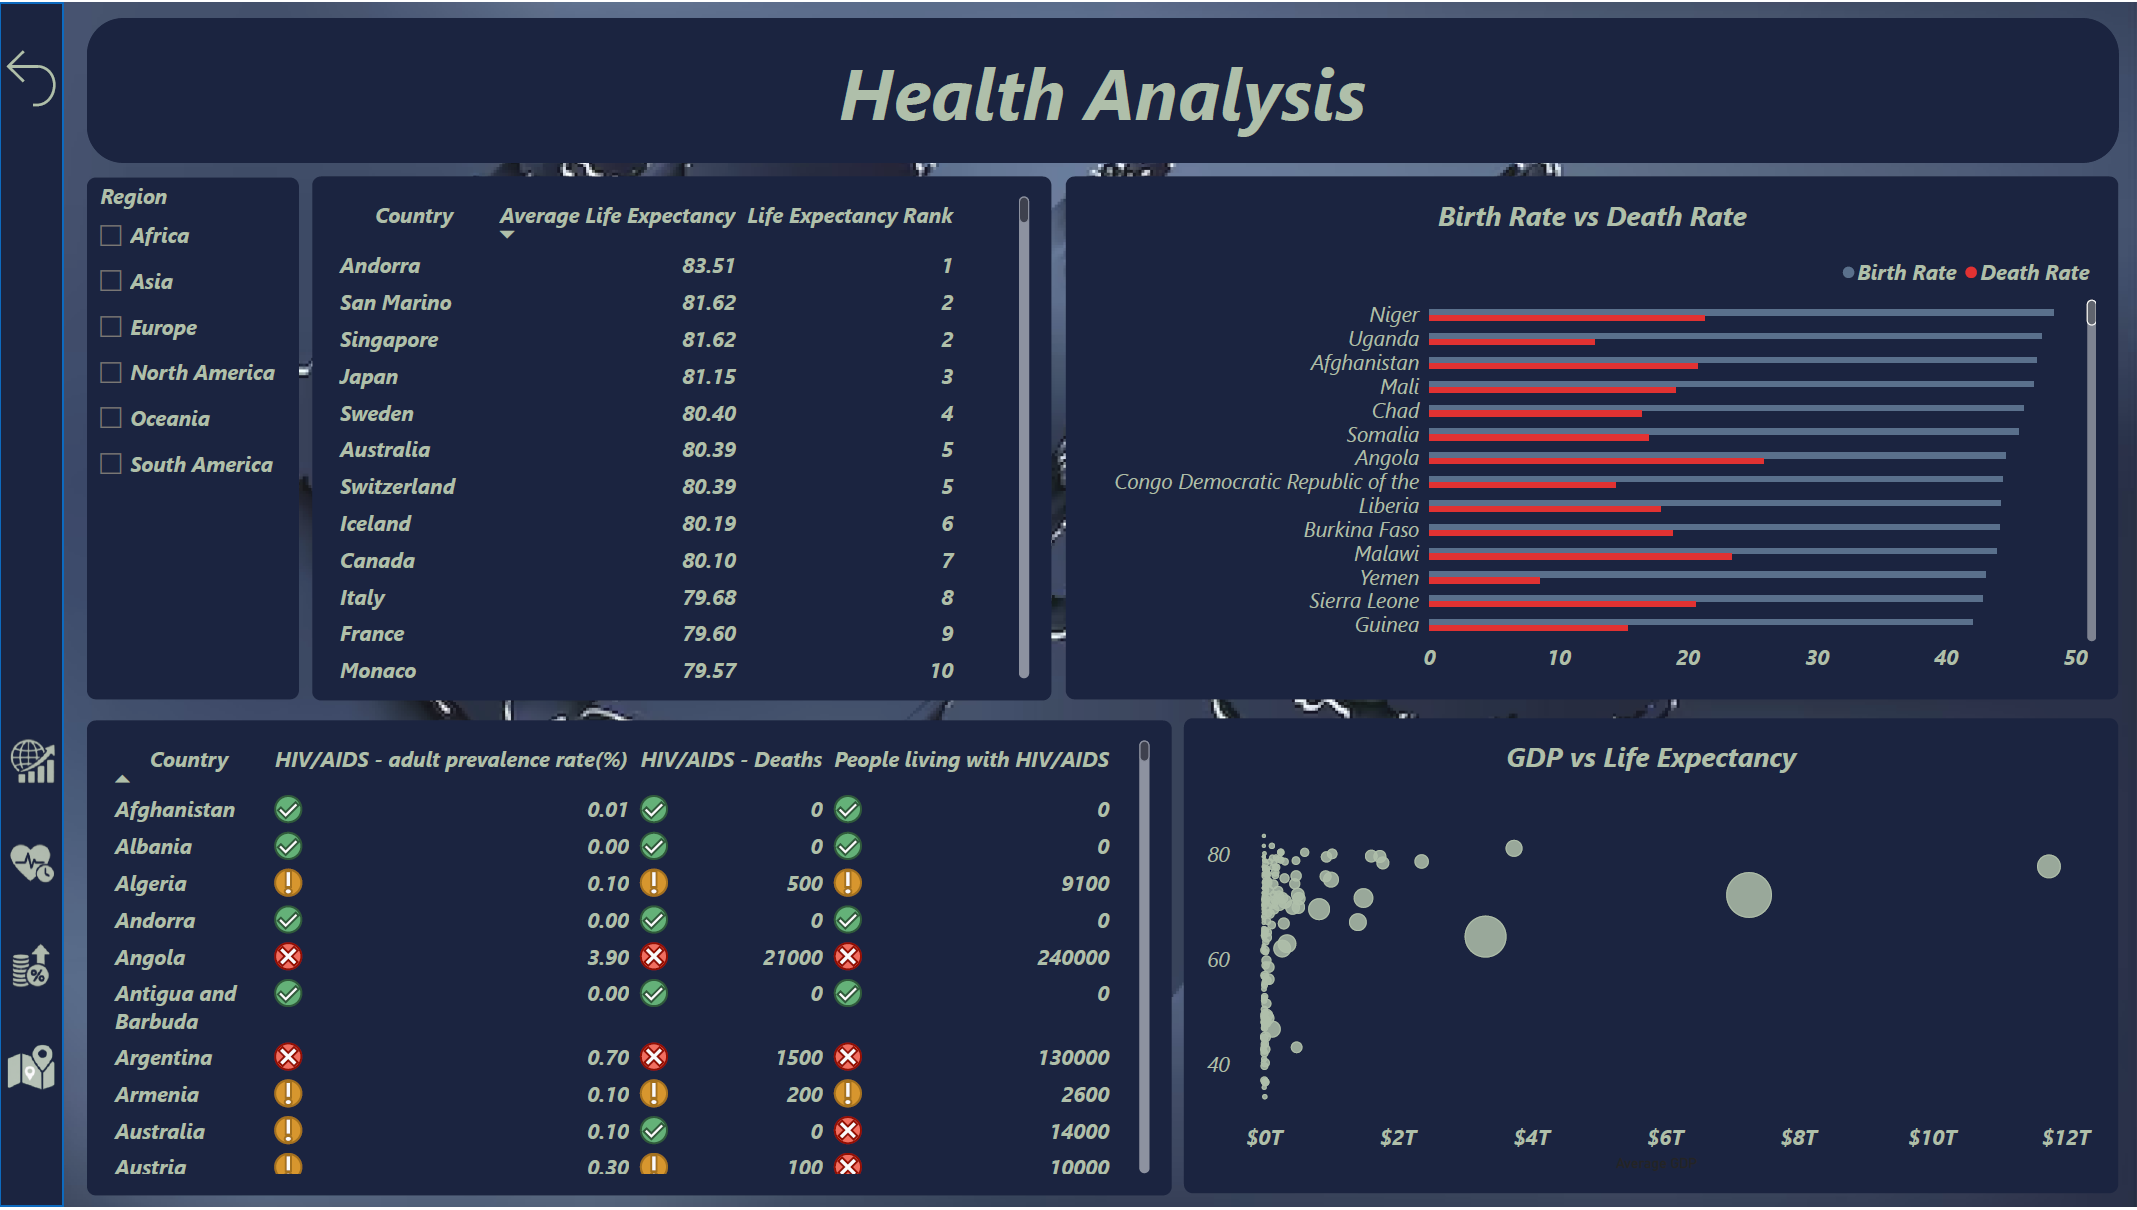 Health Analysis
Region
Africa
Asia
Europe
North America
Oceania
South America
Country Average Life Expectancy Life Expectancy Rank
Andorra 83.51 1
San Marino 81.62 2
Singapore 81.62 2
Japan 81.15 3
Sweden 80.40 4
Australia 80.39 5
Switzerland 80.39 5
Iceland 80.19 6
Canada 80.10 7
Italy 79.68 8
France 79.60 9
Monaco 79.57 10
Birth Rate vs Death Rate
Birth Rate Death Rate
Niger
Uganda
Afghanistan
Mali
Chad
Somalia
Angola
Congo Democratic Republic of the
Liberia
Burkina Faso
Malawi
Yemen
Sierra Leone
Guinea
0 10 20 30 40 50
Country HIV/AIDS - adult prevalence rate(%) HIV/AIDS - Deaths People living with HIV/AIDS
Afghanistan 0.01 0 0
Albania 0.00 0 0
Algeria 0.10 500 9100
Andorra 0.00 0 0
Angola 3.90 21000 240000
Antigua and 0.00 0 0
Barbuda
Argentina 0.70 1500 130000
Armenia 0.10 200 2600
Australia 0.10 0 14000
Austria 0.30 100 10000
GDP vs Life Expectancy
80
60
40
$0T $2T $4T $6T $8T $10T $12T